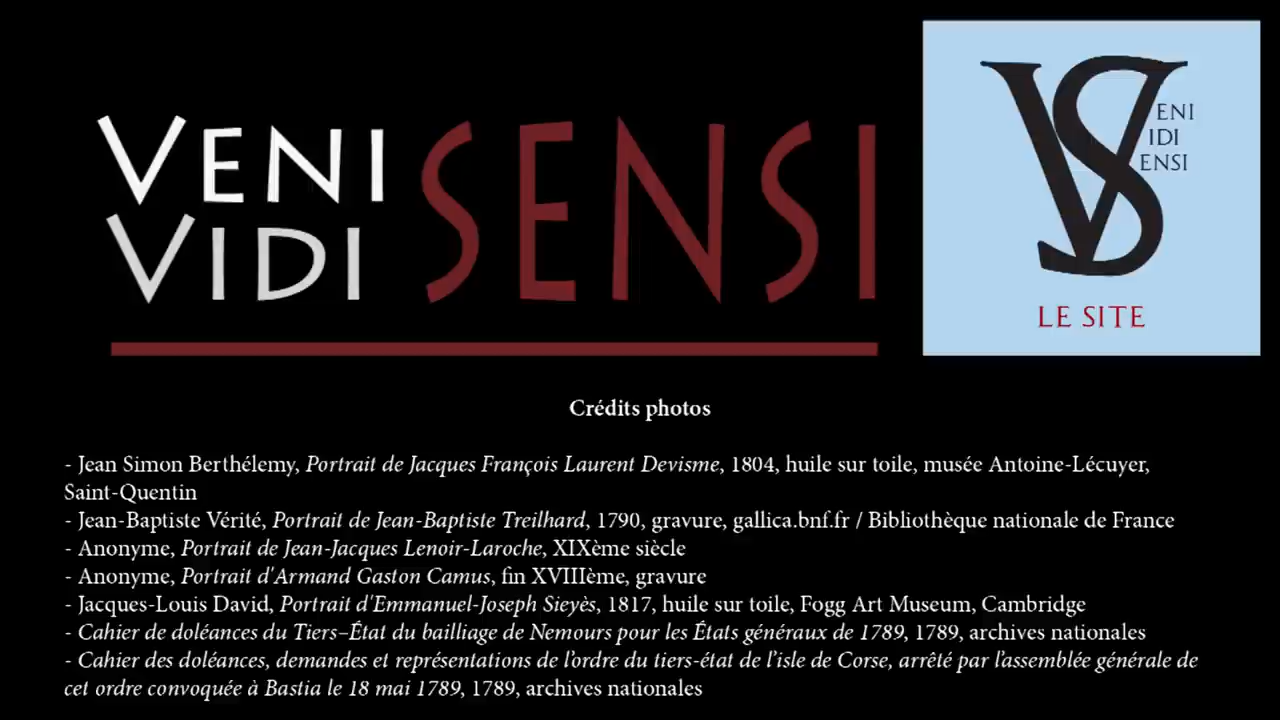 VENI
VIDI
SENSI
VS
ENI
IDI
ENSI
LE SITE
Crédits photos
- Jean Simon Berthélemy, Portrait de Jacques François Laurent Devisme, 1804, huile sur toile, musée Antoine-Lécuyer,
Saint-Quentin
- Jean-Baptiste Vérité, Portrait de Jean-Baptiste Treilhard, 1790, gravure, gallica.bnf.fr / Bibliothèque nationale de France
- Anonyme, Portrait de Jean-Jacques Lenoir-Laroche, XIXème siècle
- Anonyme, Portrait d'Armand Gaston Camus, fin XVIIIème, gravure
- Jacques-Louis David, Portrait d'Emmanuel-Joseph Sieyès, 1817, huile sur toile, Fogg Art Museum, Cambridge
- Cahier de doléances du Tiers–État du bailliage de Nemours pour les États généraux de 1789, 1789, archives nationales
- Cahier des doléances, demandes et représentations de l’ordre du tiers-état de l’isle de Corse, arrêté par l’assemblée générale de
cet ordre convoquée à Bastia le 18 mai 1789, 1789, archives nationales